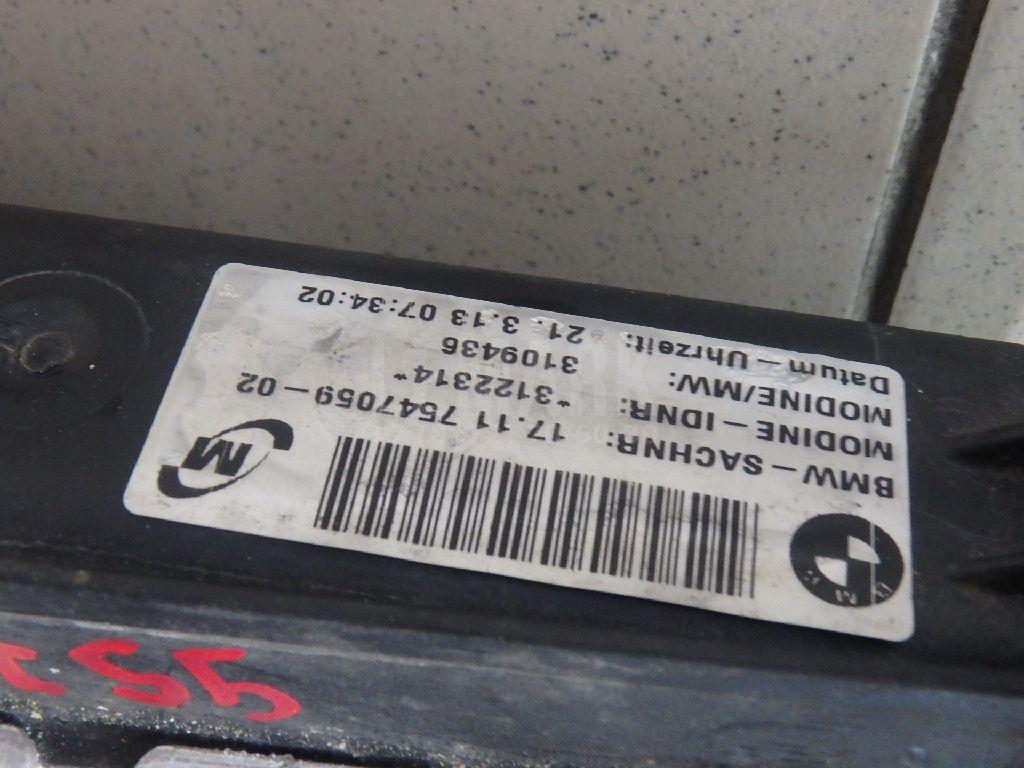 BMW – SACHNR: 17.11 7547059–02
MODINE – IDNR: *3122314*
MODINE/MW: 3109436
Datum – Uhrzeit: 21. 3.13 07:34:02
M